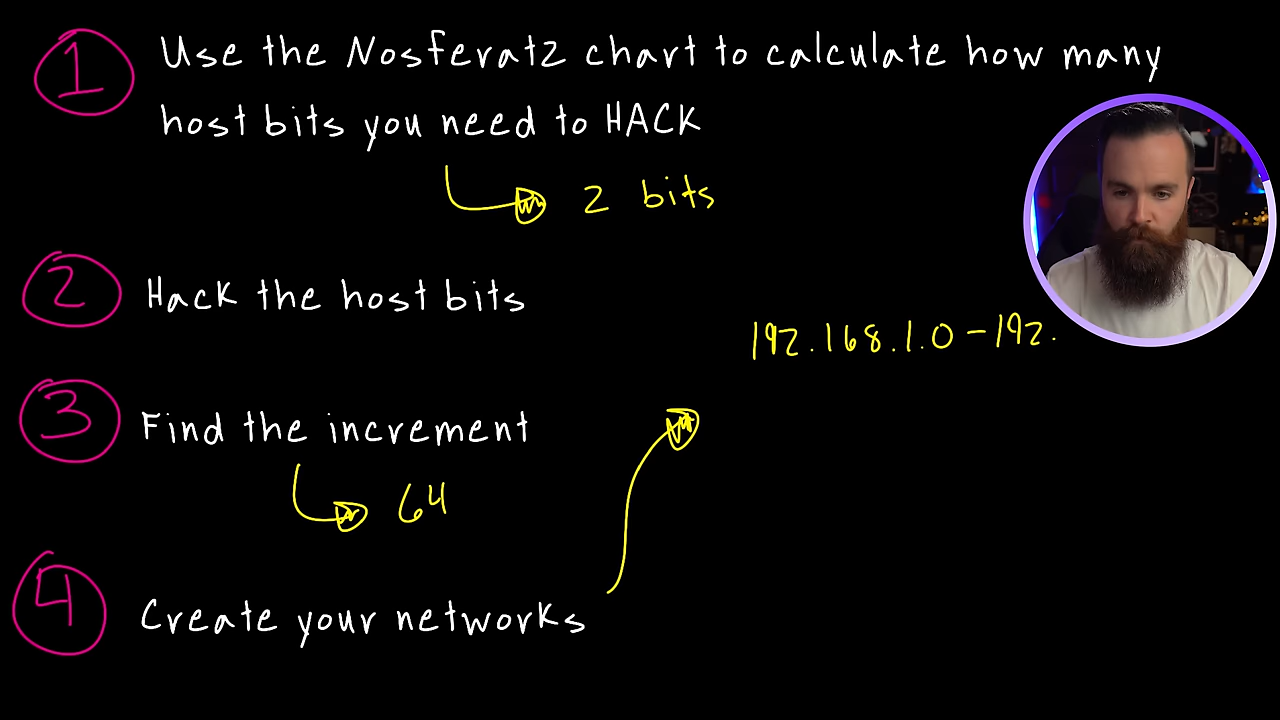 1 Use the Nosferatz chart to calculate how many
host bits you need to HACK
2 bits
2 Hack the host bits
192.168.1.0-192.
3 Find the increment
64
4 Create your networks